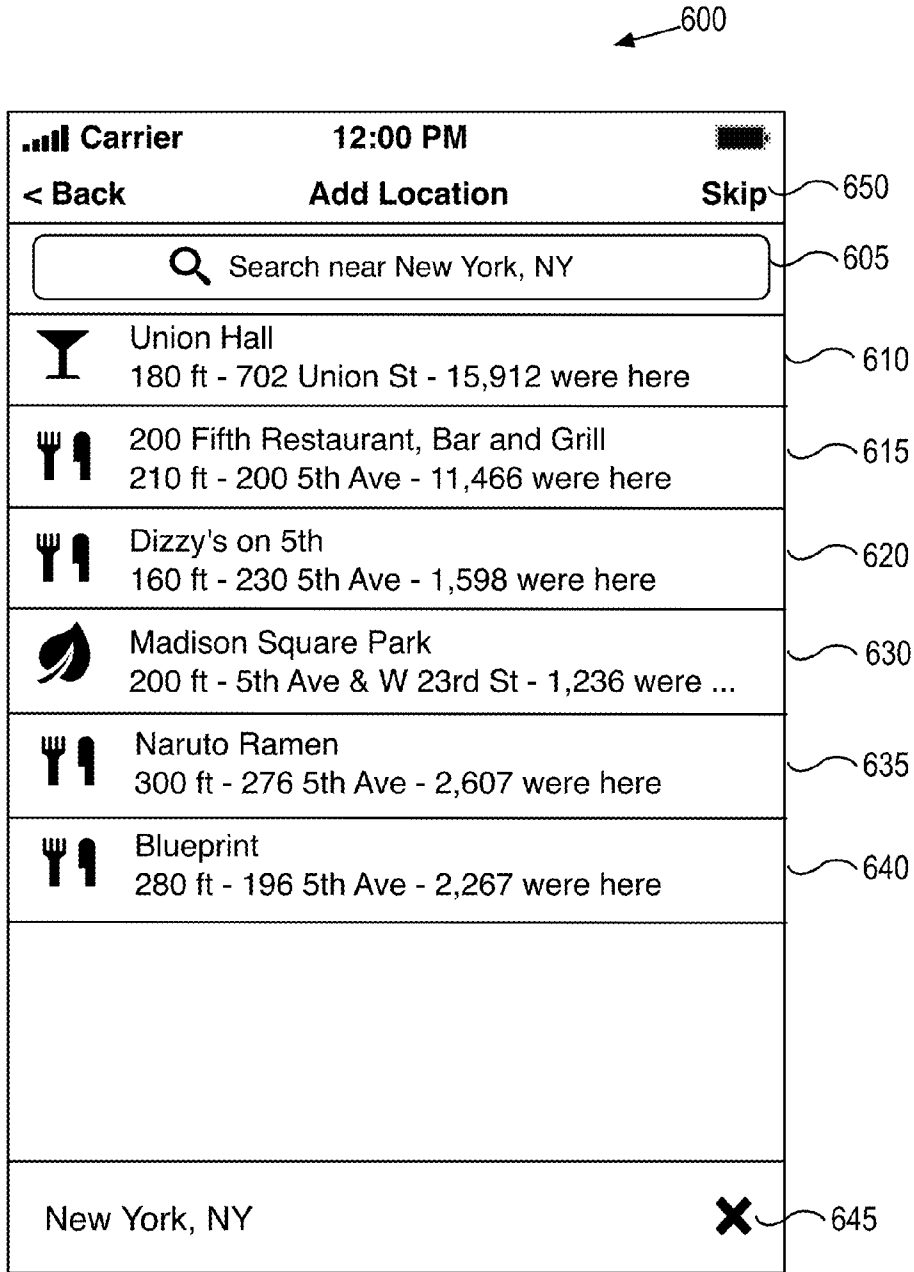 600
Carrier 12:00 PM
< Back Add Location Skip 650
Search near New York, NY 605
Union Hall
180 ft - 702 Union St - 15,912 were here 610
200 Fifth Restaurant, Bar and Grill
210 ft - 200 5th Ave - 11,466 were here 615
Dizzy's on 5th
160 ft - 230 5th Ave - 1,598 were here 620
Madison Square Park
200 ft - 5th Ave & W 23rd St - 1,236 were ... 630
Naruto Ramen
300 ft - 276 5th Ave - 2,607 were here 635
Blueprint
280 ft - 196 5th Ave - 2,267 were here 640
New York, NY 645